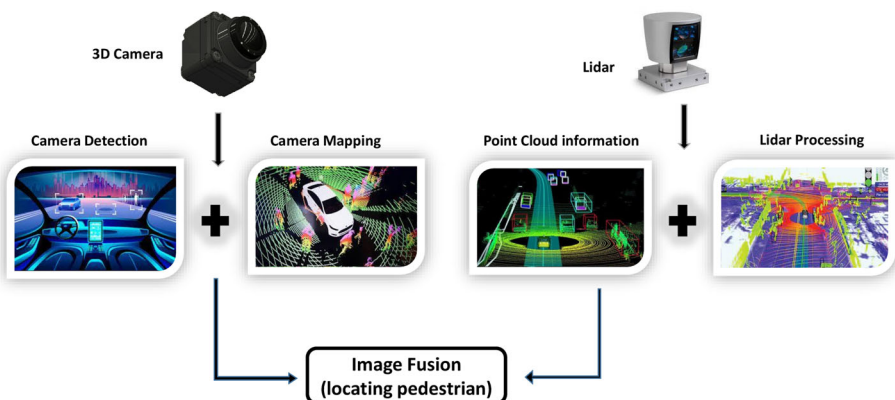 3D Camera
Lidar
Camera Detection
Camera Mapping
Point Cloud information
Lidar Processing
Image Fusion
(locating pedestrian)